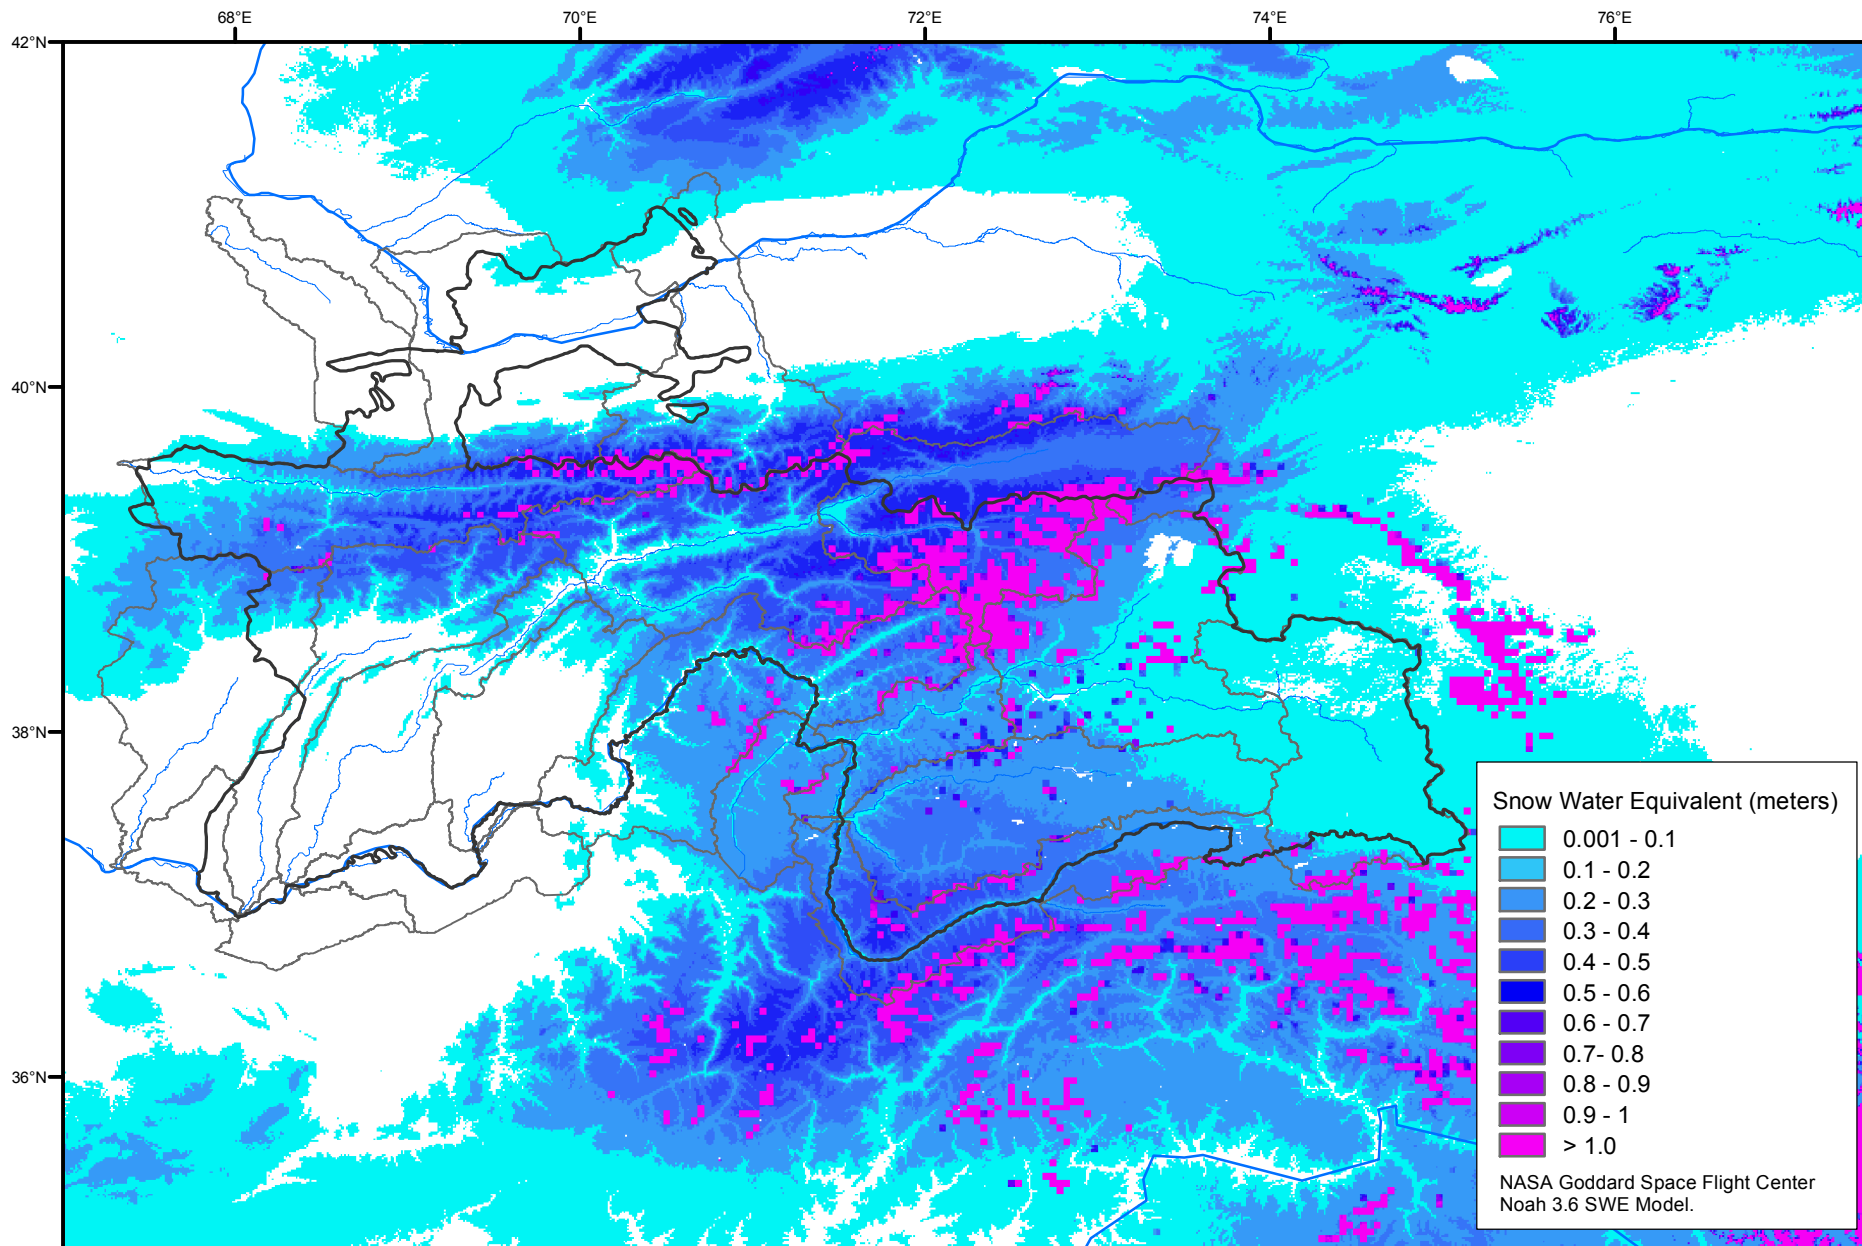 68°E
70°E
72°E
74°E
76°E
42°N
40°N
38°N
36°N
Snow Water Equivalent (meters)
0.001 - 0.1
0.1 - 0.2
0.2 - 0.3
0.3 - 0.4
0.4 - 0.5
0.5 - 0.6
0.6 - 0.7
0.7- 0.8
0.8 - 0.9
0.9 - 1
> 1.0
NASA Goddard Space Flight Center
Noah 3.6 SWE Model.